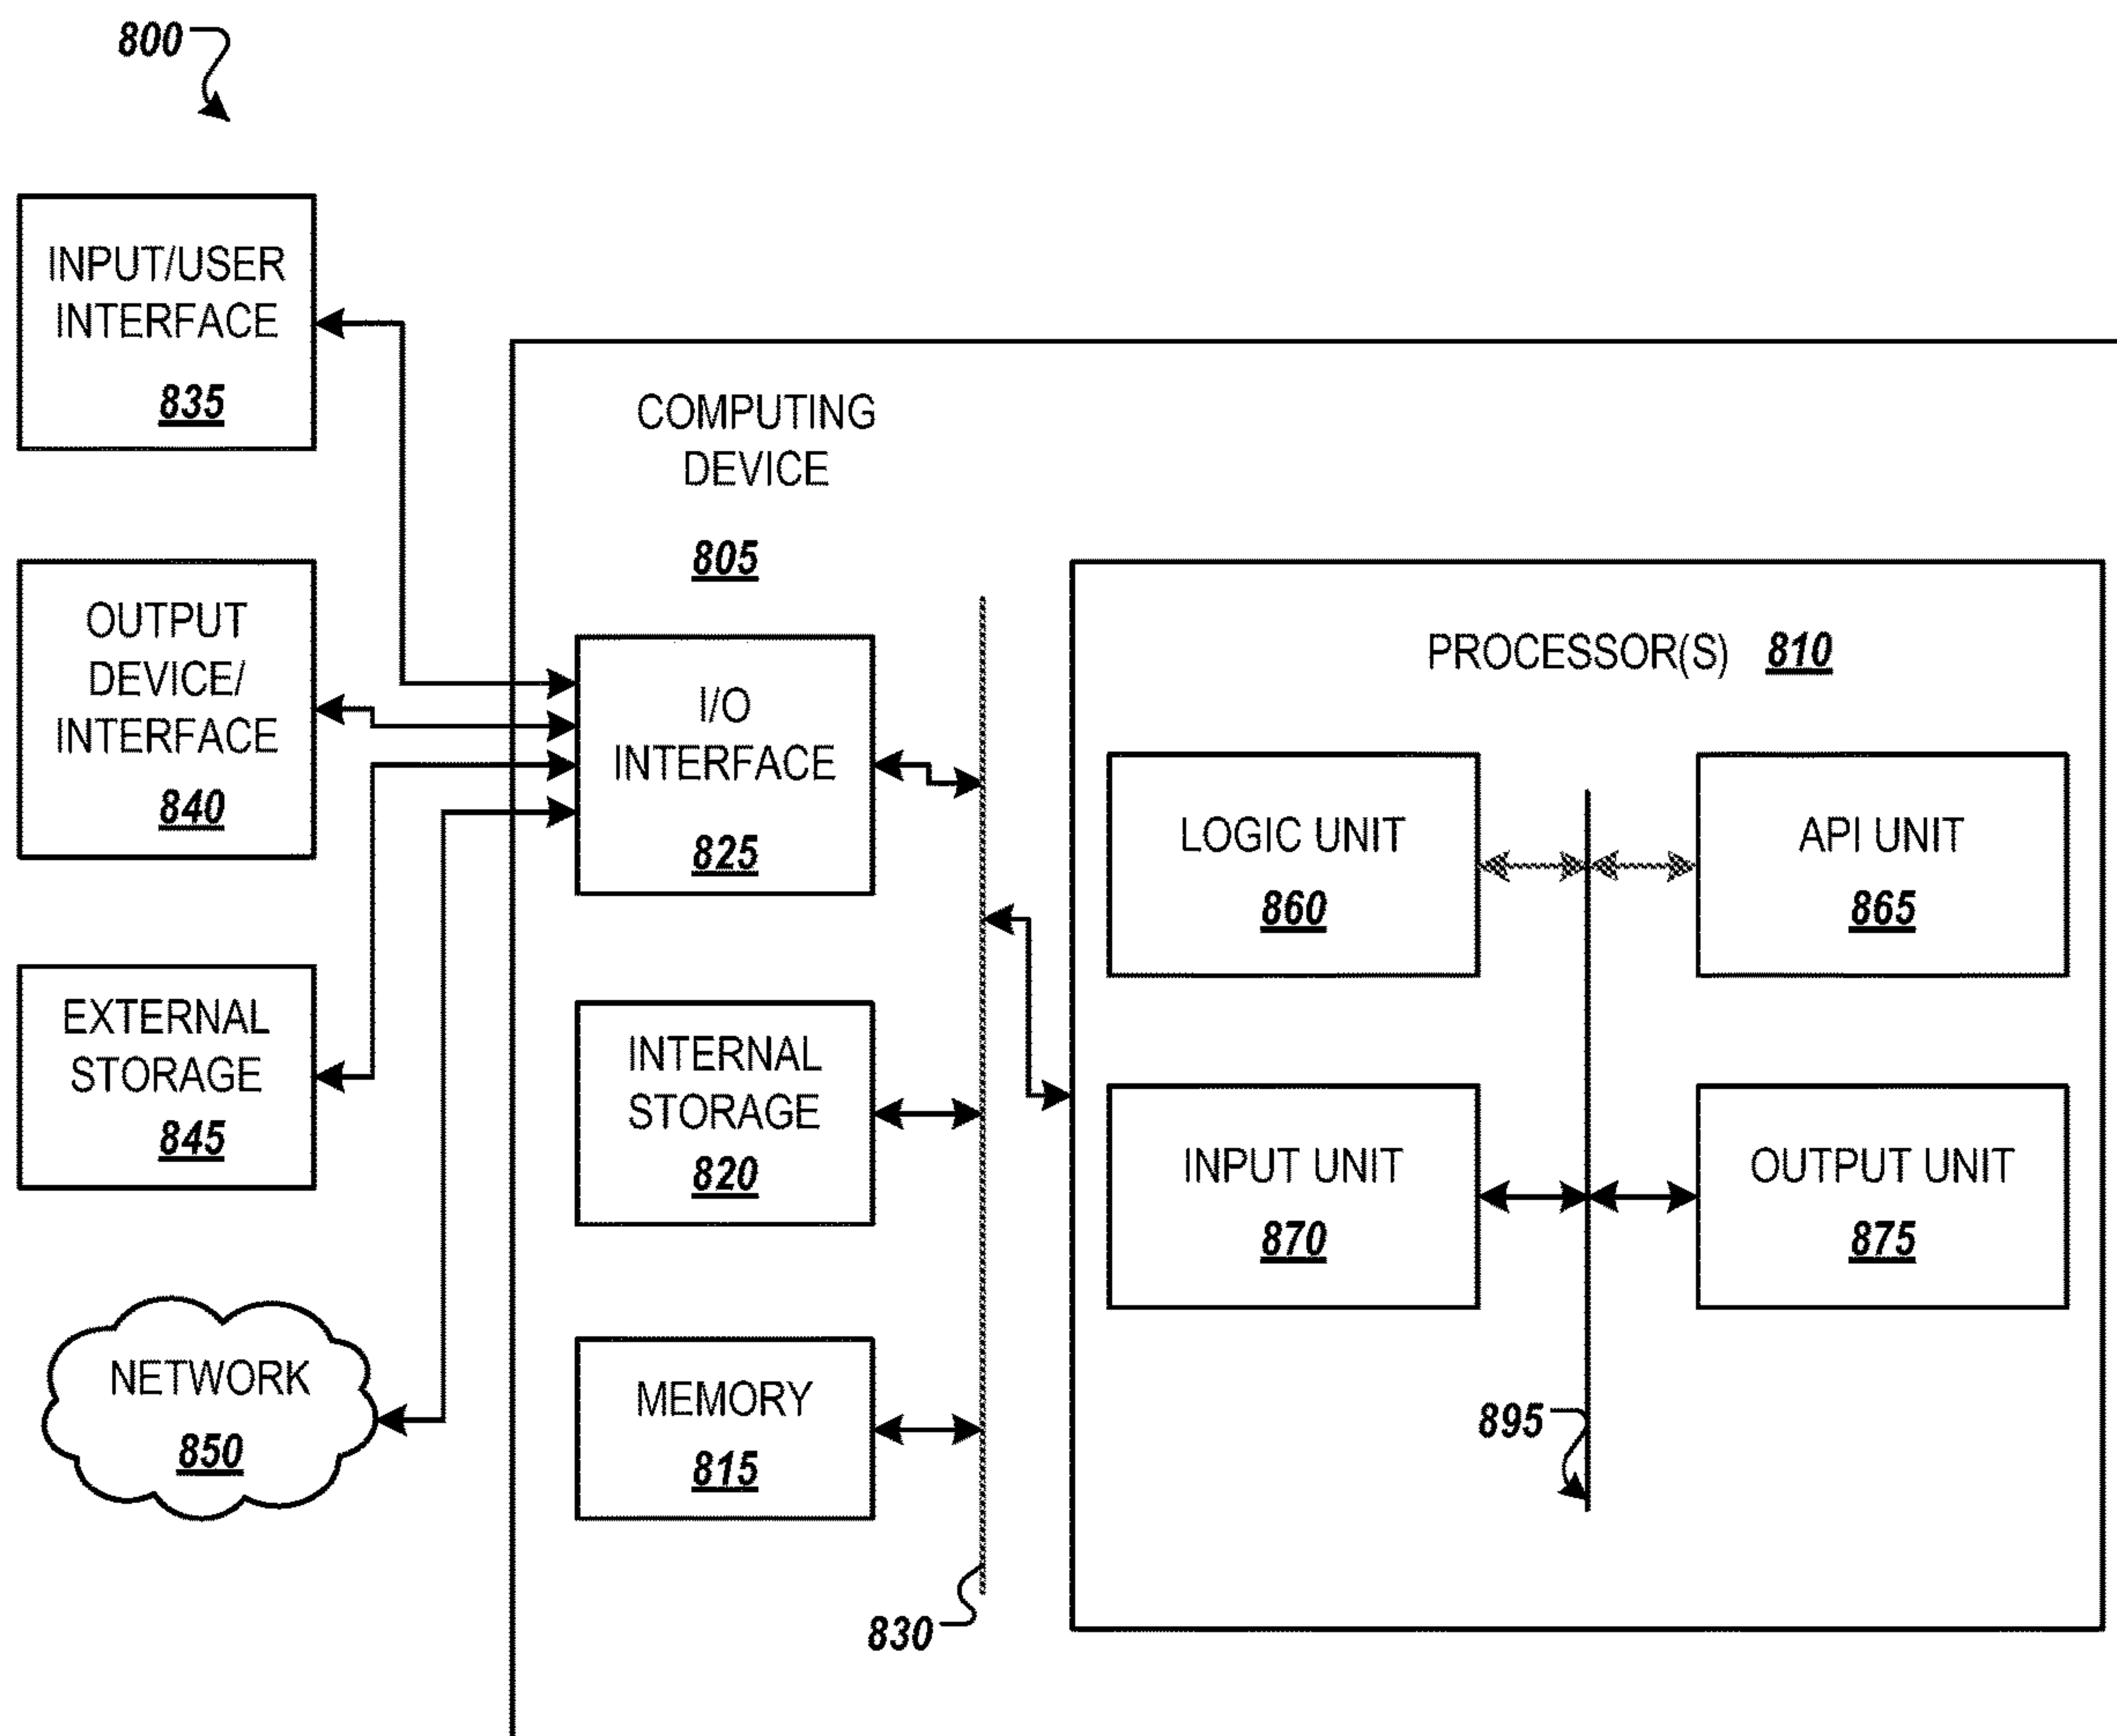 800
INPUT/USER
INTERFACE
835
OUTPUT
DEVICE/
INTERFACE
840
EXTERNAL
STORAGE
845
NETWORK
850
COMPUTING
DEVICE
805
I/O
INTERFACE
825
INTERNAL
STORAGE
820
MEMORY
815
830
PROCESSOR(S) 810
LOGIC UNIT
860
API UNIT
865
INPUT UNIT
870
OUTPUT UNIT
875
895